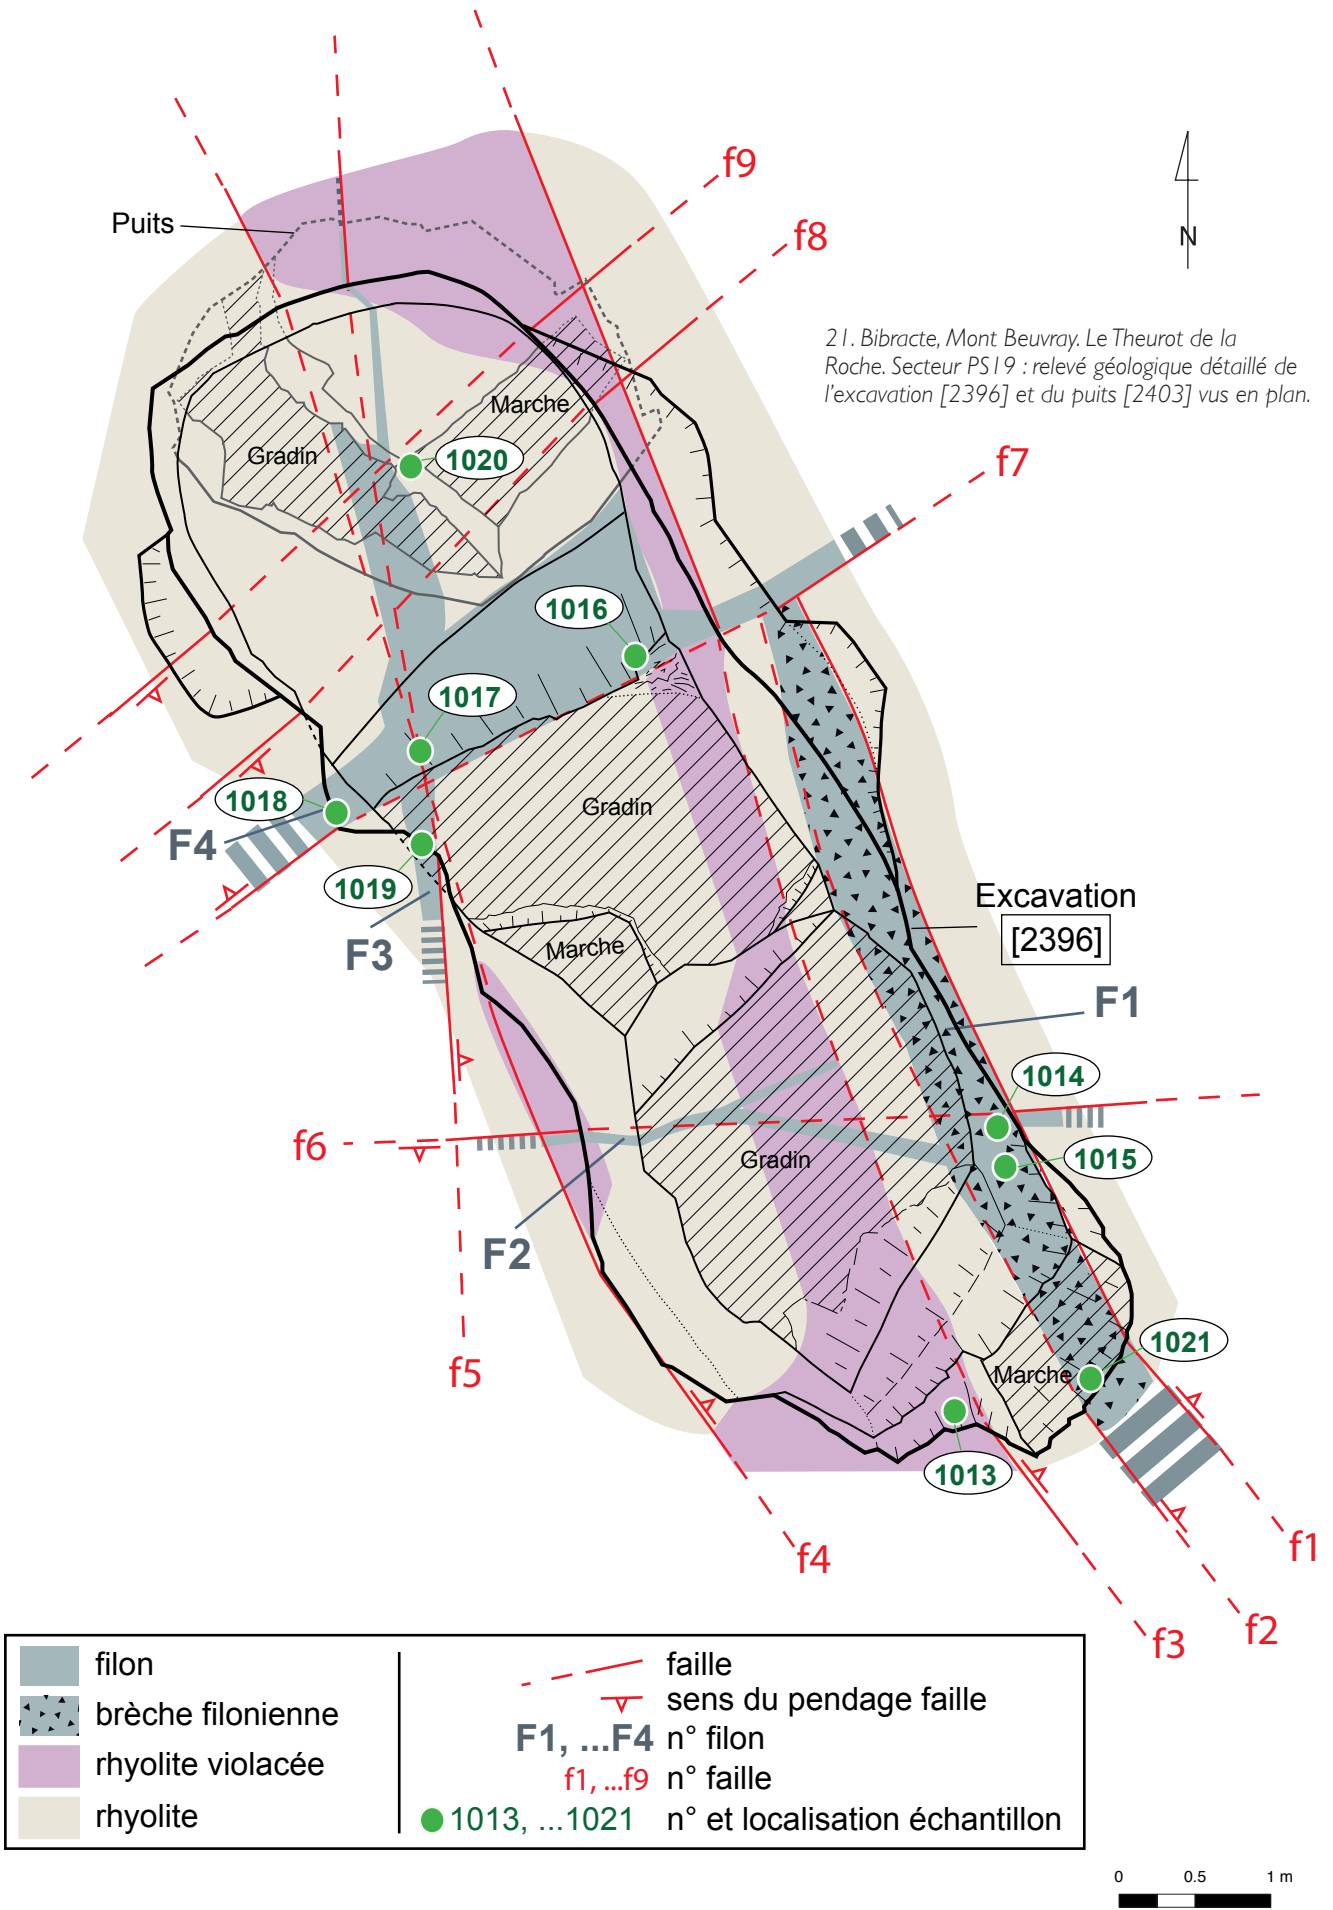 f9
f8
Puits
N
21. Bibracte, Mont Beuvray. Le Theurot de la
Roche. Secteur PS19 : relevé géologique détaillé de
l'excavation [2396] et du puits [2403] vus en plan.
Marche
Gradin
1020
f7
1016
1017
1018
Gradin
F4
1019
Excavation
[2396]
F3
Marche
F1
1014
f6
Gradin
1015
F2
1021
f5
Marche
1013
f4
f1
f3
f2
filon
brèche filonienne
rhyolite violacée
rhyolite
faille
sens du pendage faille
F1, ...F4 n° filon
f1, ...f9 n° faille
1013, ...1021 n° et localisation échantillon
0 0.5 1 m